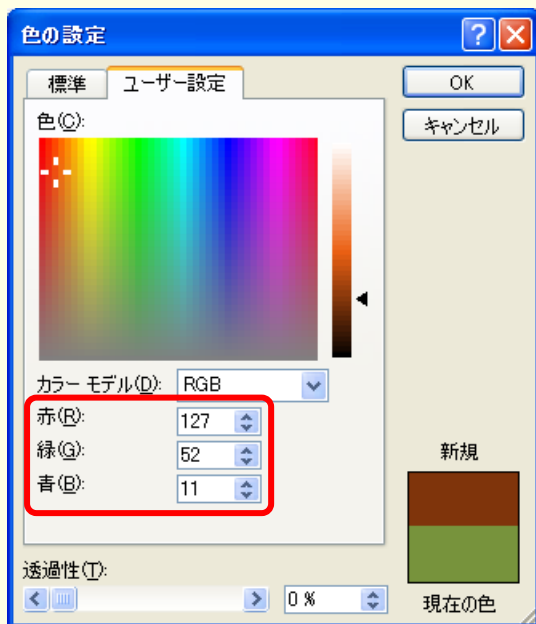 色の設定
標準 ユーザー設定
OK
キャンセル
色(C):
カラー モデル(D): RGB
赤(R): 127
緑(G): 52
青(B): 11
新規
現在の色
透過性(T):
0 %